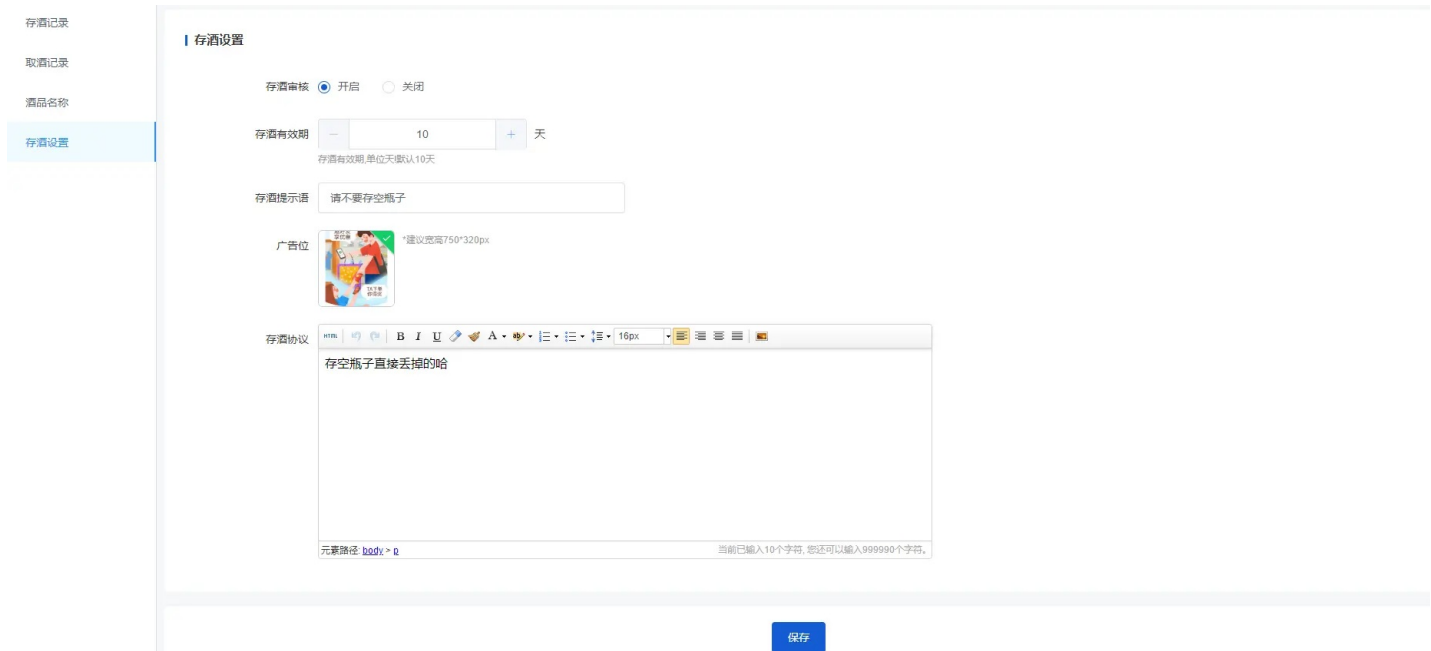 存酒记录
取酒记录
酒品名称
存酒设置
存酒设置
存酒审核 开启 关闭
存酒有效期 − 10 + 天
存酒有效期,单位天!默认10天
存酒提示语 请不要存空瓶子
广告位 *建议宽高750*320px
存酒协议 HTML B I U A ab 16px
存空瓶子直接丢掉的哈
元素路径: body > p 当前已输入10个字符, 您还可以输入999990个字符。
保存